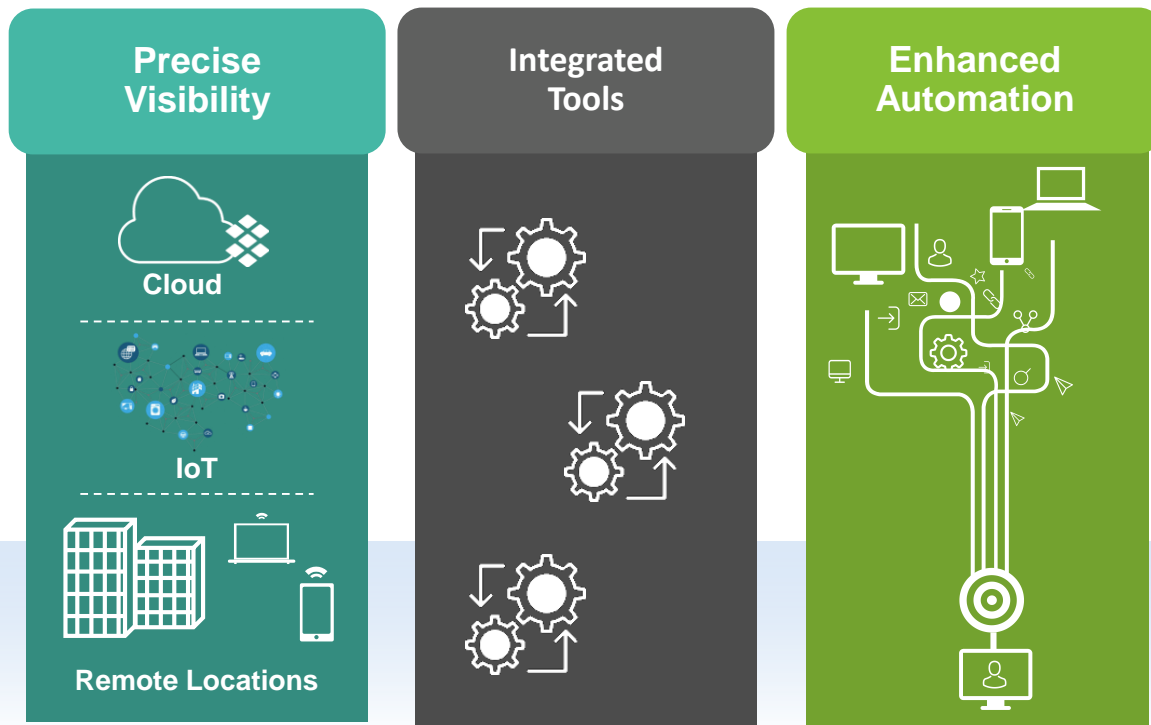 Precise
Visibility
Integrated
Tools
Enhanced
Automation
Cloud
IoT
Remote Locations